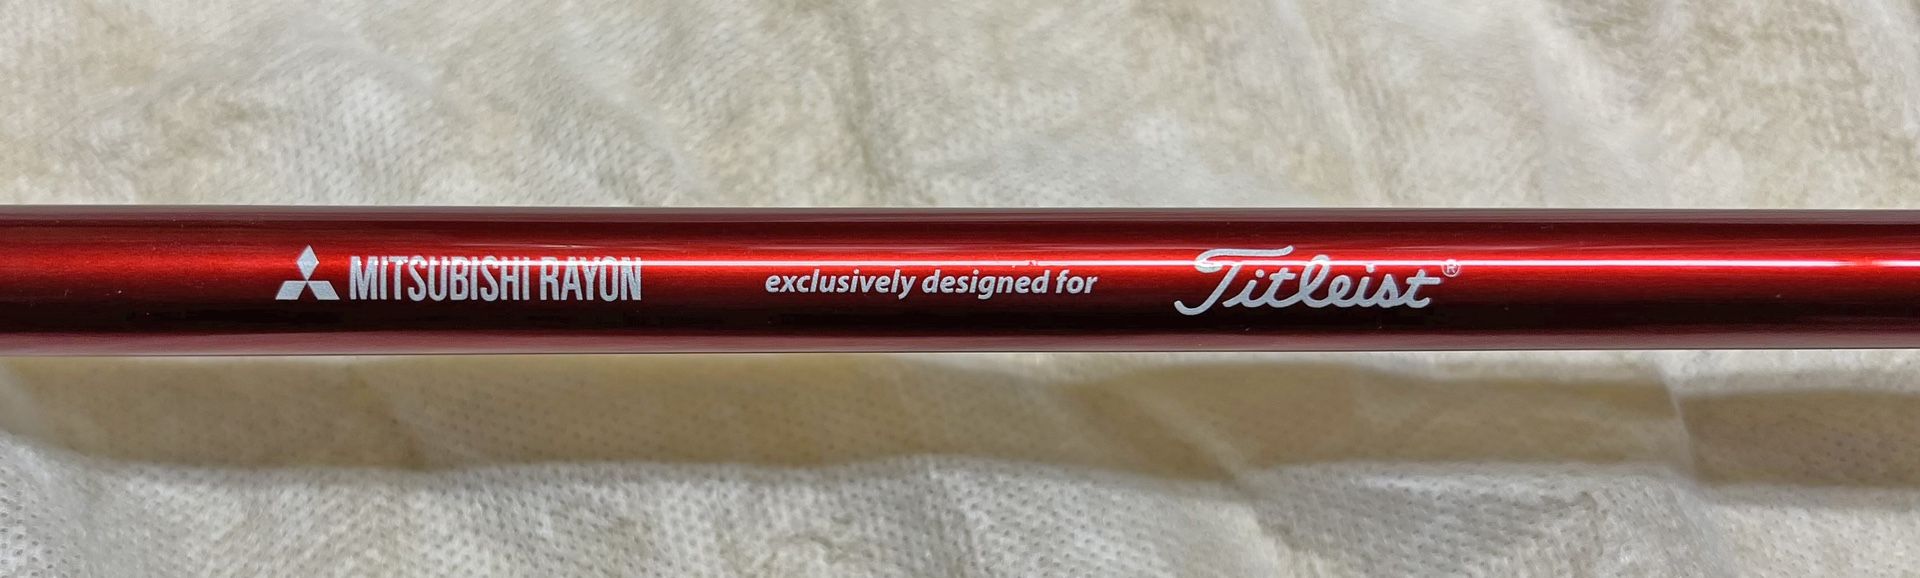 MITSUBISHI RAYON exclusively designed for Titleist®